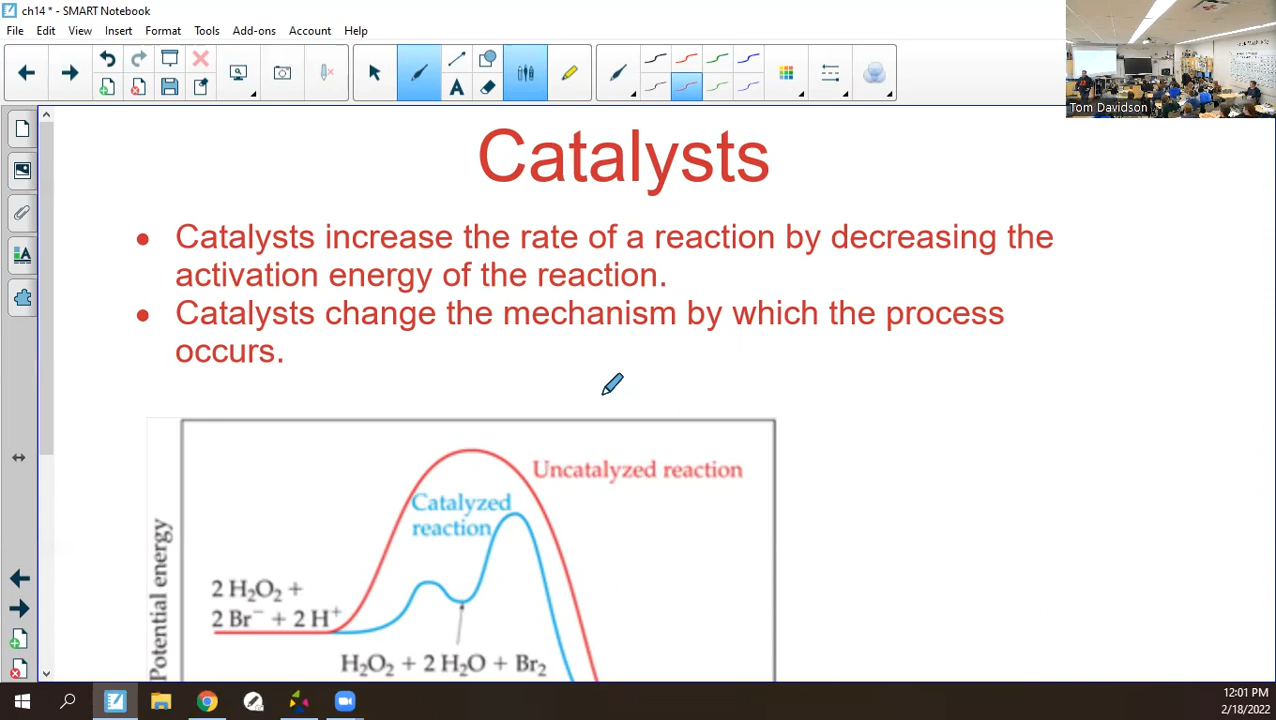 ch14 * - SMART Notebook
File Edit View Insert Format Tools Add-ons Account Help
Tom Davidson
Catalysts
• Catalysts increase the rate of a reaction by decreasing the
activation energy of the reaction.
• Catalysts change the mechanism by which the process
occurs.
Uncatalyzed reaction
Catalyzed
reaction
Potential energy
2 H₂O₂ +
2 Br⁻ + 2 H⁺
H₂O₂ + 2 H₂O + Br₂
12:01 PM
2/18/2022